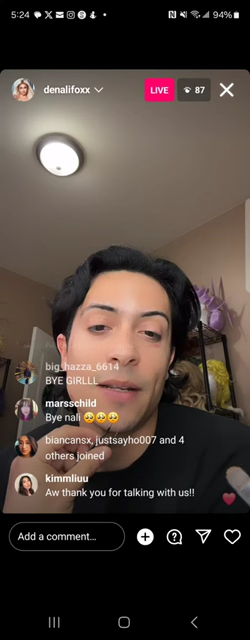 5:24
94%
denalifoxx
LIVE
87
big_hazza_6614
BYE GIRLLL
marsschild
Bye nali 🥺🥺🥺
biancansx, justsayho007 and 4
others joined
kimmliuu
Aw thank you for talking with us!!
Add a comment...